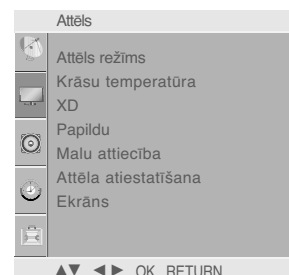 Attēls
Attēls režīms
Krāsu temperatūra
XD
Papildu
Malu attiecība
Attēla atiestatīšana
Ekrāns
▲▼ ◄► OK RETURN